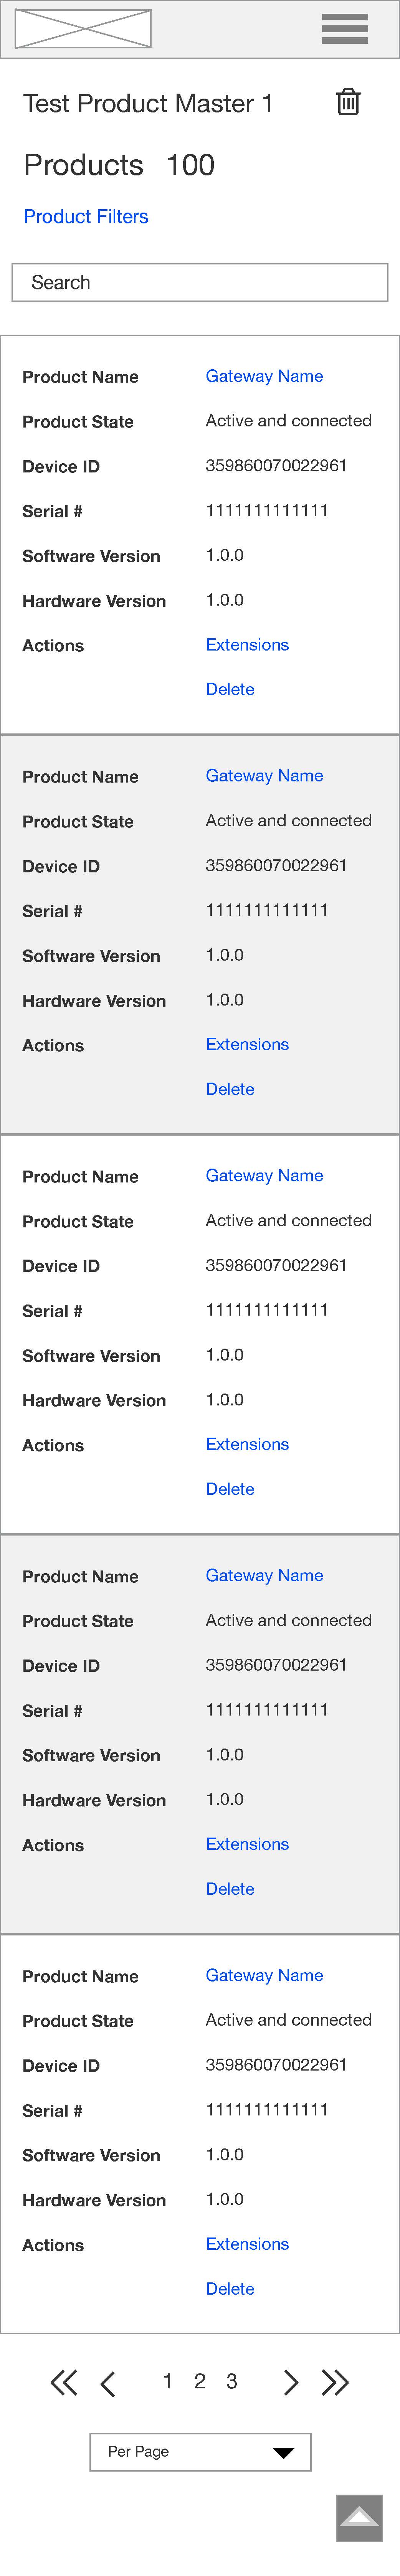 Test Product Master 1
Products 100
Product Filters
Search
Product Name Gateway Name
Product State Active and connected
Device ID 359860070022961
Serial # 1111111111111
Software Version 1.0.0
Hardware Version 1.0.0
Actions Extensions
Delete
Product Name Gateway Name
Product State Active and connected
Device ID 359860070022961
Serial # 1111111111111
Software Version 1.0.0
Hardware Version 1.0.0
Actions Extensions
Delete
Product Name Gateway Name
Product State Active and connected
Device ID 359860070022961
Serial # 1111111111111
Software Version 1.0.0
Hardware Version 1.0.0
Actions Extensions
Delete
Product Name Gateway Name
Product State Active and connected
Device ID 359860070022961
Serial # 1111111111111
Software Version 1.0.0
Hardware Version 1.0.0
Actions Extensions
Delete
Product Name Gateway Name
Product State Active and connected
Device ID 359860070022961
Serial # 1111111111111
Software Version 1.0.0
Hardware Version 1.0.0
Actions Extensions
Delete
1 2 3
Per Page